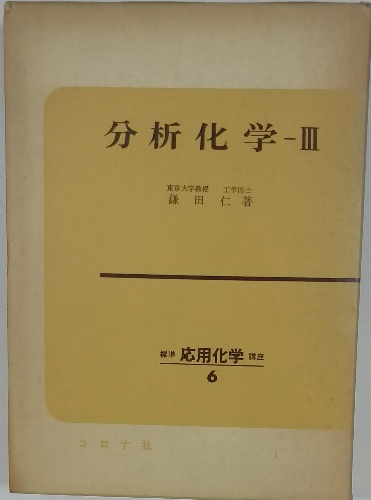 分析化学-III
東京大学教授 工学博士
鎌田 仁 著
標準 応用化学 講座
6
コロナ社